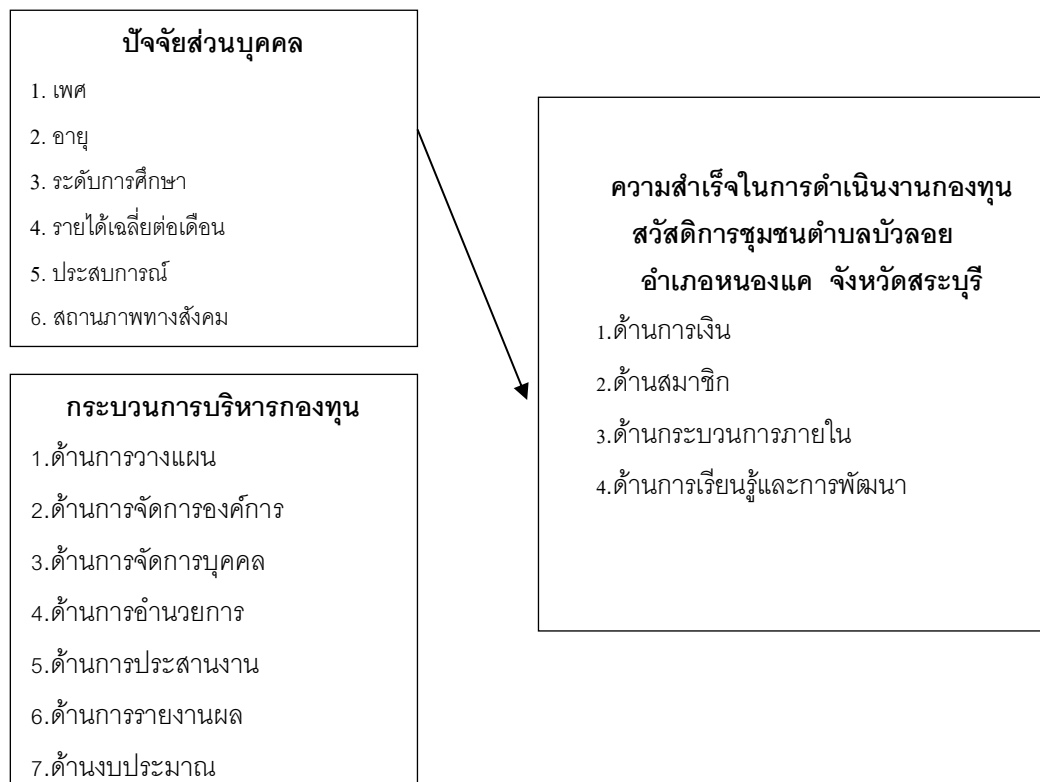 ปัจจัยส่วนบุคคล
1. เพศ
2. อายุ
3. ระดับการศึกษา
4. รายได้เฉลี่ยต่อเดือน
5. ประสบการณ์
6. สถานภาพทางสังคม
กระบวนการบริหารกองทุน
1.ด้านการวางแผน
2.ด้านการจัดการองค์การ
3.ด้านการจัดการบุคคล
4.ด้านการอำนวยการ
5.ด้านการประสานงาน
6.ด้านการรายงานผล
7.ด้านงบประมาณ
ความสำเร็จในการดำเนินงานกองทุน
สวัสดิการชุมชนตำบลบัวลอย
อำเภอหนองแค จังหวัดสระบุรี
1.ด้านการเงิน
2.ด้านสมาชิก
3.ด้านกระบวนการภายใน
4.ด้านการเรียนรู้และการพัฒนา